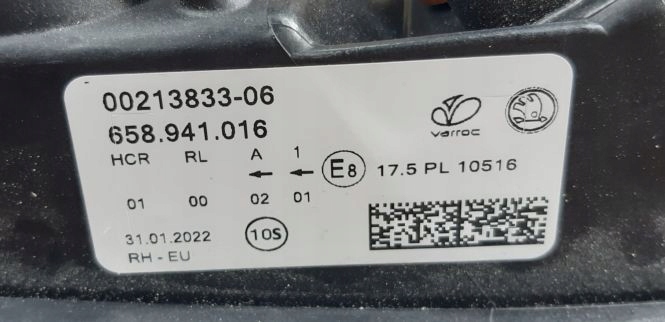 00213833-06
658.941.016
varroc
HCR RL A 1
← ← E8 17.5 PL 10516
01 00 02 01
31.01.2022 10S
RH - EU